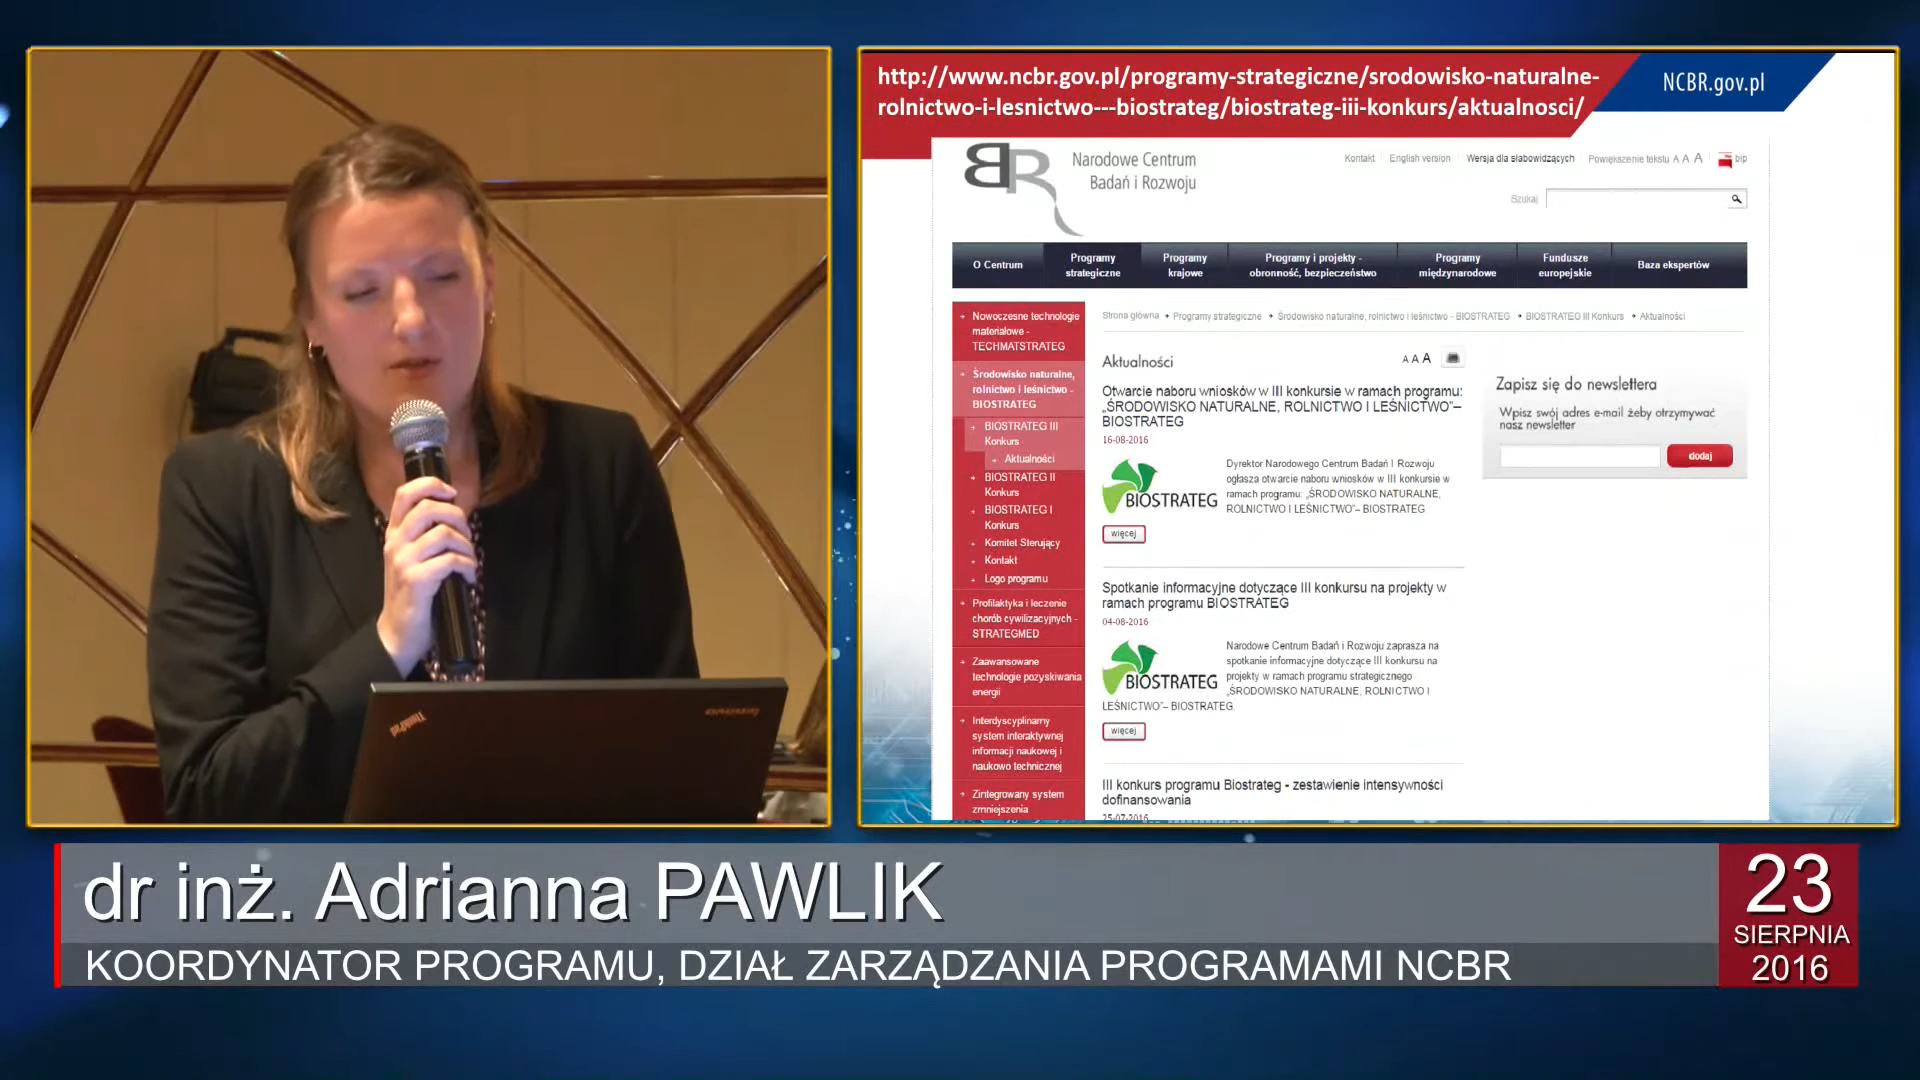 http://www.ncbr.gov.pl/programy-strategiczne/srodowisko-naturalne-
rolnictwo-i-lesnictwo---biostrateg/biostrateg-iii-konkurs/aktualnosci/
NCBR.gov.pl
BR
Narodowe Centrum
Badań i Rozwoju
Kontakt
English version
Wersja dla słabowidzących
Powiększenie tekstu A A A
bip
Szukaj
O Centrum
Programy
strategiczne
Programy
krajowe
Programy i projekty -
obronność, bezpieczeństwo
Programy
międzynarodowe
Fundusze
europejskie
Baza ekspertów
Nowoczesne technologie
materiałowe -
TECHMATSTRATEG
Środowisko naturalne,
rolnictwo i leśnictwo -
BIOSTRATEG
BIOSTRATEG III
Konkurs
Aktualności
BIOSTRATEG II
Konkurs
BIOSTRATEG I
Konkurs
Komitet Sterujący
Kontakt
Logo programu
Profilaktyka i leczenie
chorób cywilizacyjnych -
STRATEGMED
Zaawansowane
technologie pozyskiwania
energii
Interdyscyplinarny
system interaktywnej
informacji naukowej i
naukowo technicznej
Zintegrowany system
zmniejszenia
Strona główna
Programy strategiczne
Środowisko naturalne, rolnictwo i leśnictwo - BIOSTRATEG
BIOSTRATEG III Konkurs
Aktualności
Aktualności
A A A
Otwarcie naboru wniosków w III konkursie w ramach programu:
„ŚRODOWISKO NATURALNE, ROLNICTWO I LEŚNICTWO”–
BIOSTRATEG
16-08-2016
BIOSTRATEG
Dyrektor Narodowego Centrum Badań I Rozwoju
ogłasza otwarcie naboru wniosków w III konkursie w
ramach programu: „ŚRODOWISKO NATURALNE,
ROLNICTWO I LEŚNICTWO”– BIOSTRATEG
więcej
Spotkanie informacyjne dotyczące III konkursu na projekty w
ramach programu BIOSTRATEG
04-08-2016
BIOSTRATEG
Narodowe Centrum Badań i Rozwoju zaprasza na
spotkanie informacyjne dotyczące III konkursu na
projekty w ramach programu strategicznego
„ŚRODOWISKO NATURALNE, ROLNICTWO I
LEŚNICTWO”– BIOSTRATEG.
więcej
III konkurs programu Biostrateg - zestawienie intensywności
dofinansowania
25-07-2016
Zapisz się do newslettera
Wpisz swój adres e-mail żeby otrzymywać
nasz newsletter
dodaj
ThinkPad
dr inż. Adrianna PAWLIK
KOORDYNATOR PROGRAMU, DZIAŁ ZARZĄDZANIA PROGRAMAMI NCBR
23
SIERPNIA
2016